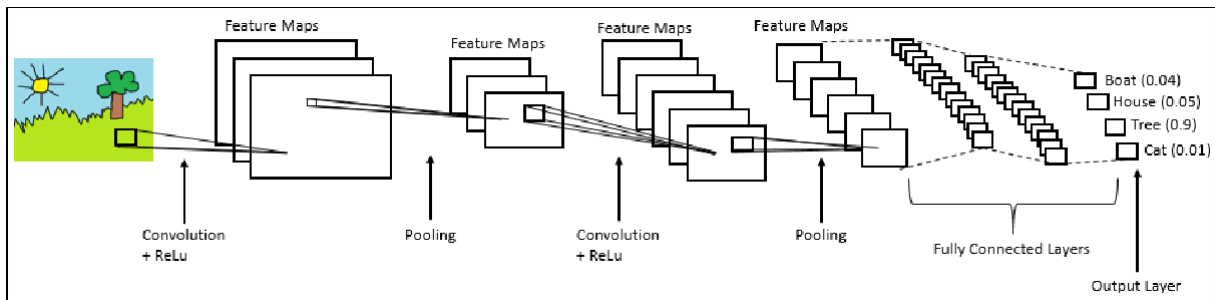 Feature Maps
Feature Maps
Feature Maps
Feature Maps
Boat (0.04)
House (0.05)
Tree (0.9)
Cat (0.01)
Convolution
+ ReLu
Pooling
Convolution
+ ReLu
Pooling
Fully Connected Layers
Output Layer